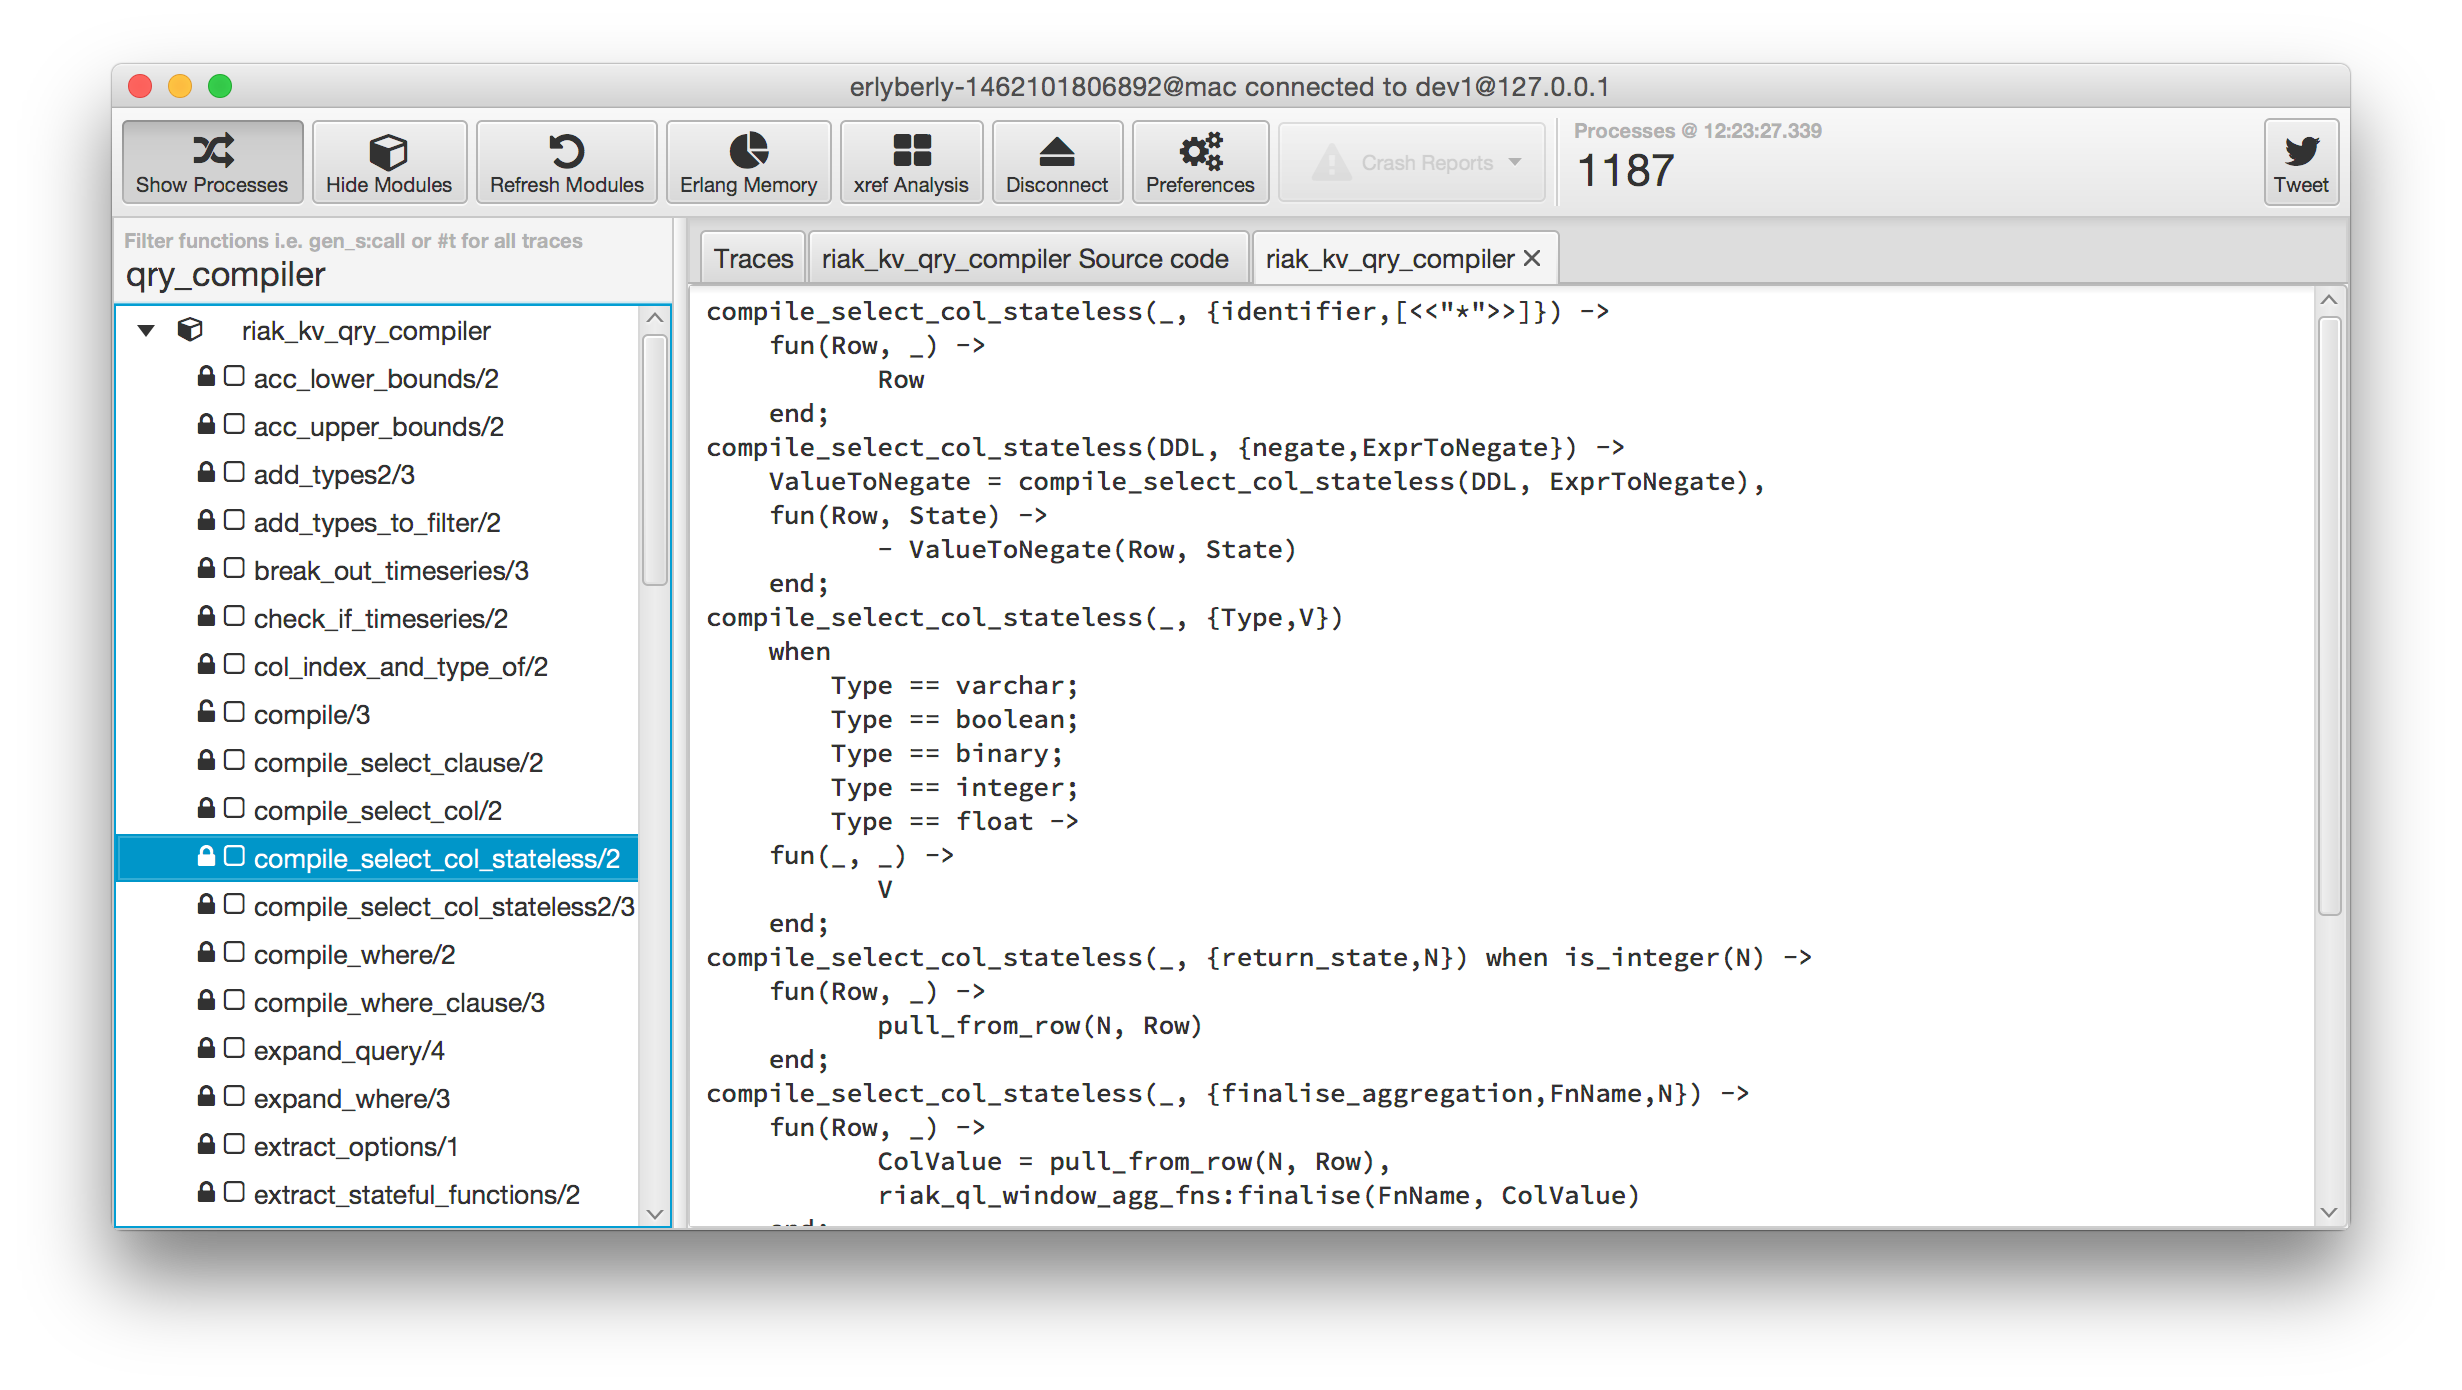 erlyberly-1462101806892@mac connected to dev1@127.0.0.1
Show Processes
Hide Modules
Refresh Modules
Erlang Memory
xref Analysis
Disconnect
Preferences
Crash Reports
Processes @ 12:23:27.339
1187
Tweet
Filter functions i.e. gen_s:call or #t for all traces
qry_compiler
riak_kv_qry_compiler
acc_lower_bounds/2
acc_upper_bounds/2
add_types2/3
add_types_to_filter/2
break_out_timeseries/3
check_if_timeseries/2
col_index_and_type_of/2
compile/3
compile_select_clause/2
compile_select_col/2
compile_select_col_stateless/2
compile_select_col_stateless2/3
compile_where/2
compile_where_clause/3
expand_query/4
expand_where/3
extract_options/1
extract_stateful_functions/2
Traces
riak_kv_qry_compiler Source code
riak_kv_qry_compiler
compile_select_col_stateless(_, {identifier,[<<"*">>]}) ->
    fun(Row, _) ->
           Row
    end;
compile_select_col_stateless(DDL, {negate,ExprToNegate}) ->
    ValueToNegate = compile_select_col_stateless(DDL, ExprToNegate),
    fun(Row, State) ->
           - ValueToNegate(Row, State)
    end;
compile_select_col_stateless(_, {Type,V})
    when
        Type == varchar;
        Type == boolean;
        Type == binary;
        Type == integer;
        Type == float ->
    fun(_, _) ->
           V
    end;
compile_select_col_stateless(_, {return_state,N}) when is_integer(N) ->
    fun(Row, _) ->
           pull_from_row(N, Row)
    end;
compile_select_col_stateless(_, {finalise_aggregation,FnName,N}) ->
    fun(Row, _) ->
           ColValue = pull_from_row(N, Row),
           riak_ql_window_agg_fns:finalise(FnName, ColValue)
    end;